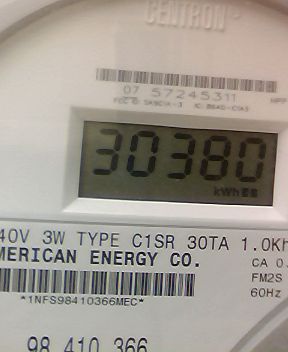 CENTRON
07 57245311
30380
kWh
40V 3W TYPE C1SR 30TA 1.0Kh
MERICAN ENERGY CO.
CA 0.
FM2S
60Hz
*1NFS98410366MEC*
98 410 366